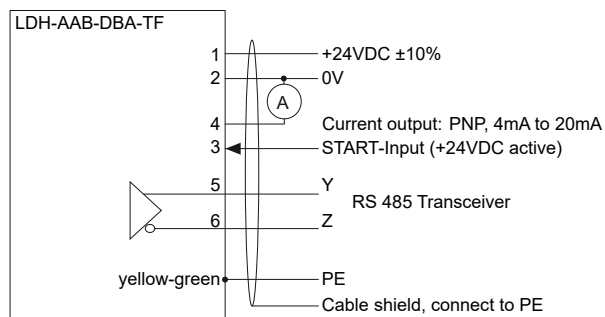 LDH-AAB-DBA-TF
1 +24VDC ±10%
2 0V
A
4 Current output: PNP, 4mA to 20mA
3 START-Input (+24VDC active)
5 Y
RS 485 Transceiver
6 Z
yellow-green PE
Cable shield, connect to PE